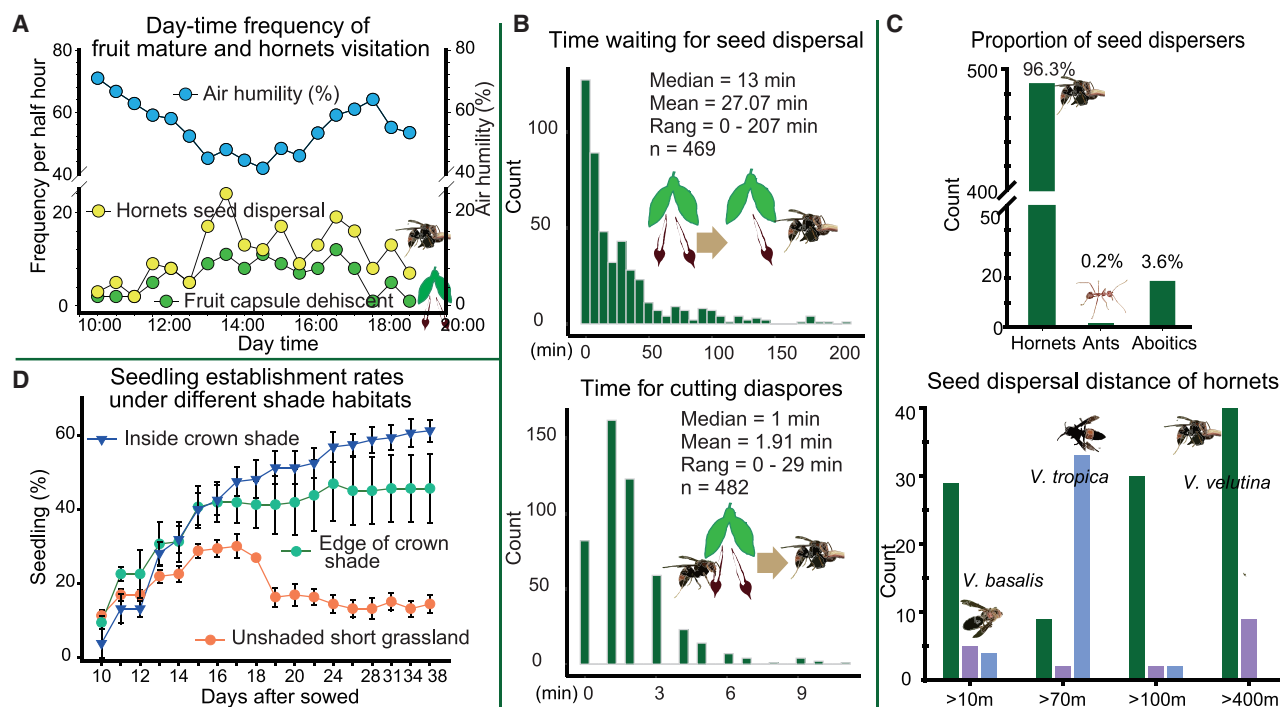 A
Day-time frequency of
fruit mature and hornets visitation
80
60
40
20
0
Frequency per half hour
80
60
40
20
0
Air humidity (%)
Air humility (%)
Hornets seed dispersal
Fruit capsule dehiscent
10:00 12:00 14:00 16:00 18:00 20:00
Day time
B
Time waiting for seed dispersal
Median = 13 min
Mean = 27.07 min
Rang = 0 - 207 min
n = 469
100
50
0
Count
(min) 0 50 100 150 200
Time for cutting diaspores
Median = 1 min
Mean = 1.91 min
Rang = 0 - 29 min
n = 482
150
100
50
0
Count
(min) 0 3 6 9
C
Proportion of seed dispersers
500
400
50
20
0
Count
96.3%
0.2%
3.6%
Hornets Ants Aboitics
Seed dispersal distance of hornets
40
30
20
10
0
Count
V. basalis
V. tropica
V. velutina
>10m >70m >100m >400m
D
Seedling establishment rates
under different shade habitats
60
40
20
0
Seedling (%)
Inside crown shade
Edge of crown
shade
Unshaded short grassland
10 12 14 16 18 20 22 24 28 31 34 38
Days after sowed